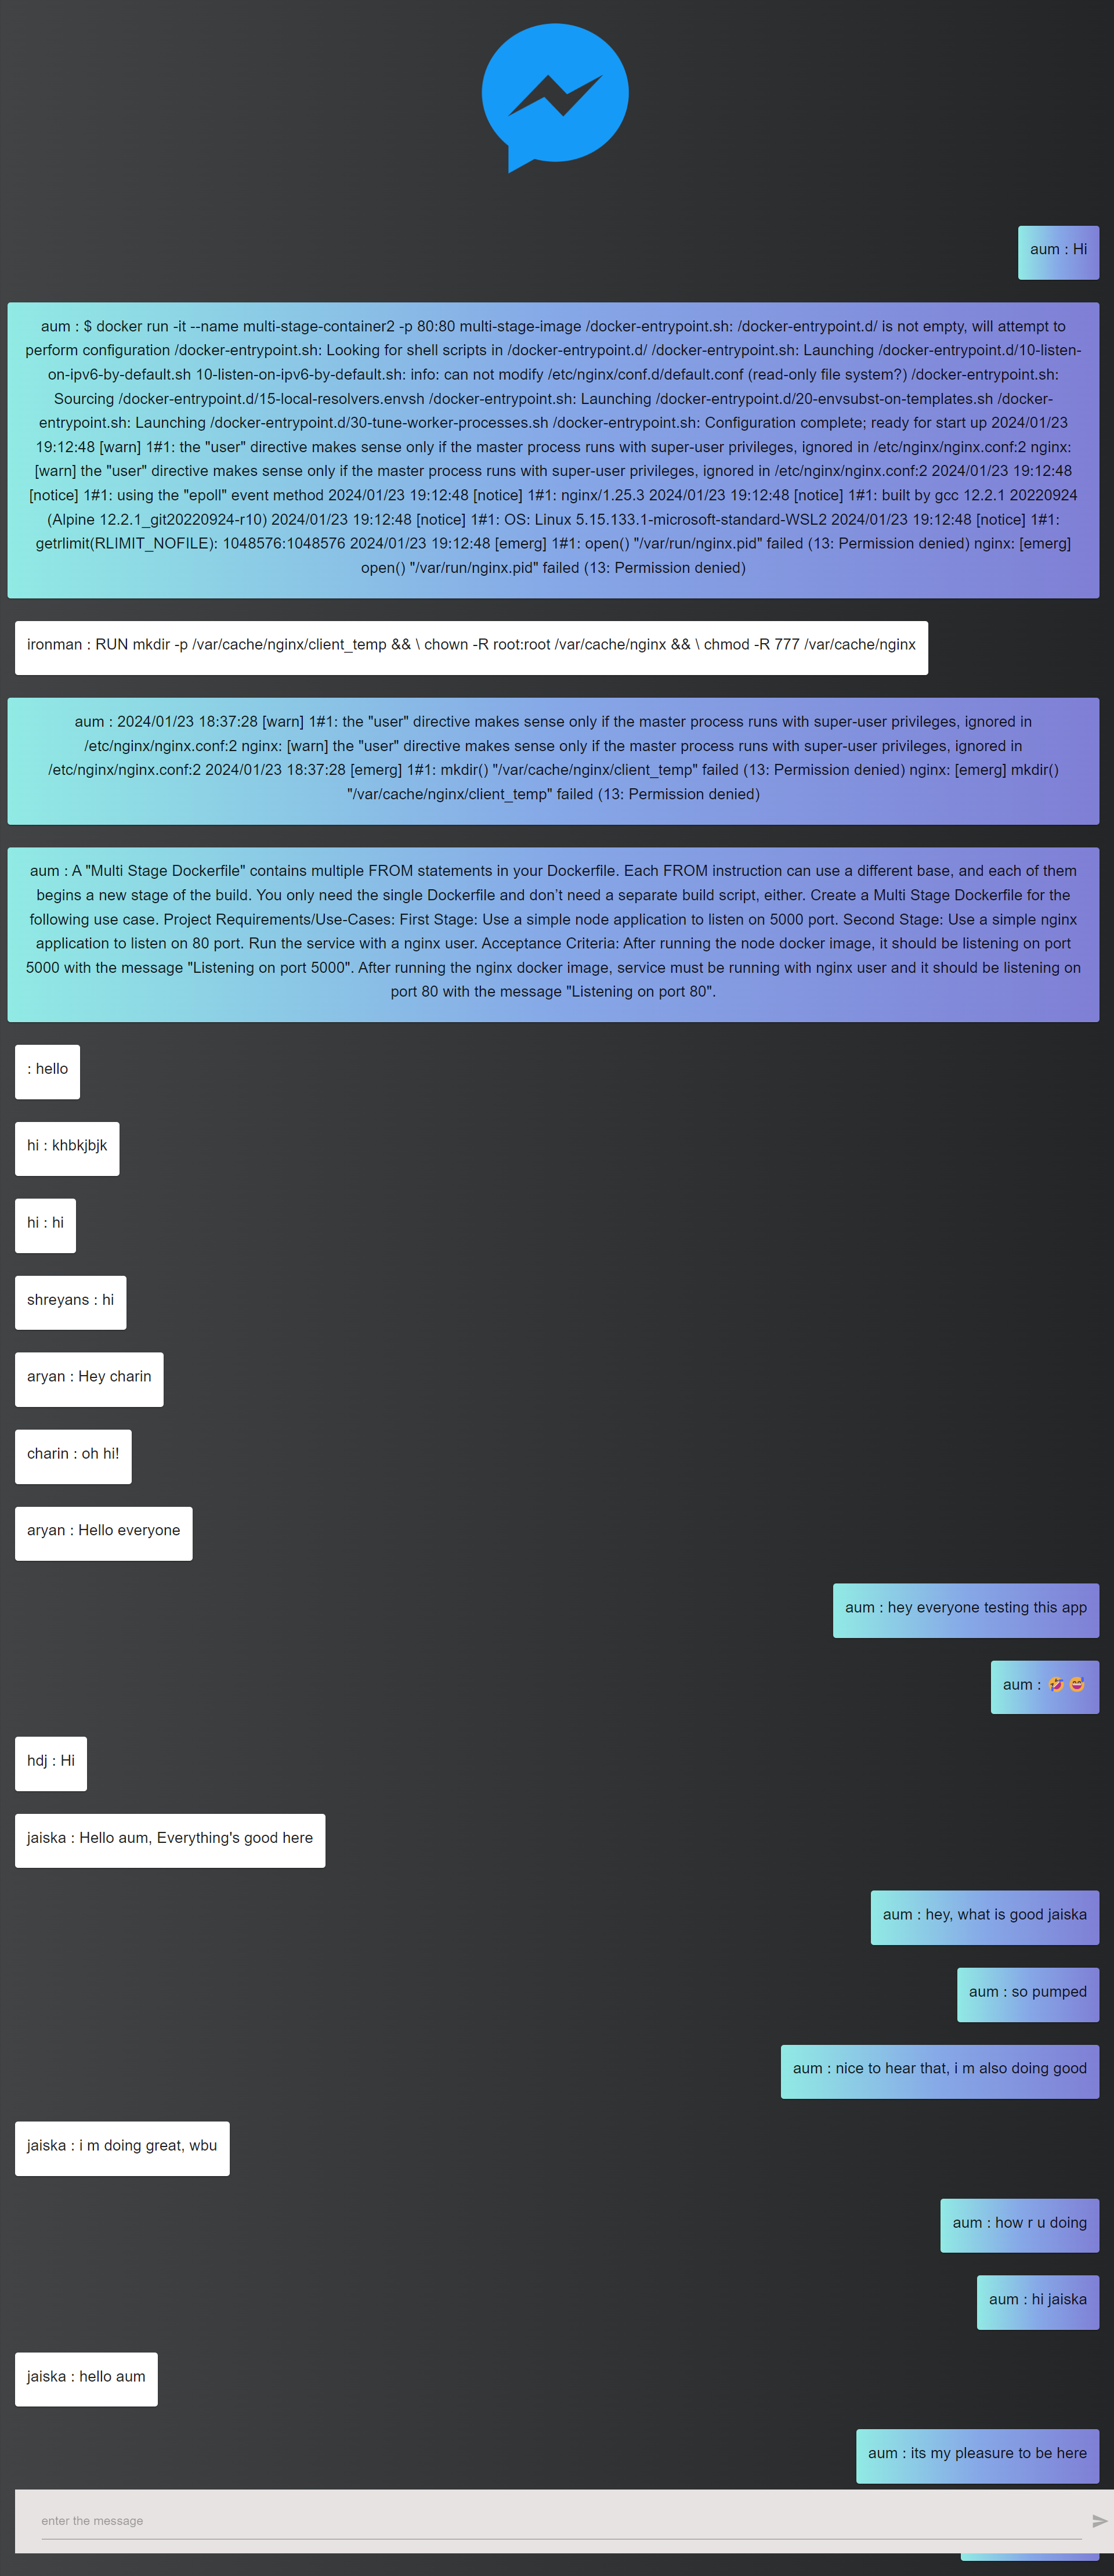 aum : Hi
aum : $ docker run -it --name multi-stage-container2 -p 80:80 multi-stage-image /docker-entrypoint.sh: /docker-entrypoint.d/ is not empty, will attempt to
perform configuration /docker-entrypoint.sh: Looking for shell scripts in /docker-entrypoint.d/ /docker-entrypoint.sh: Launching /docker-entrypoint.d/10-listen-
on-ipv6-by-default.sh 10-listen-on-ipv6-by-default.sh: info: can not modify /etc/nginx/conf.d/default.conf (read-only file system?) /docker-entrypoint.sh:
Sourcing /docker-entrypoint.d/15-local-resolvers.envsh /docker-entrypoint.sh: Launching /docker-entrypoint.d/20-envsubst-on-templates.sh /docker-
entrypoint.sh: Launching /docker-entrypoint.d/30-tune-worker-processes.sh /docker-entrypoint.sh: Configuration complete; ready for start up 2024/01/23
19:12:48 [warn] 1#1: the "user" directive makes sense only if the master process runs with super-user privileges, ignored in /etc/nginx/nginx.conf:2 nginx:
[warn] the "user" directive makes sense only if the master process runs with super-user privileges, ignored in /etc/nginx/nginx.conf:2 2024/01/23 19:12:48
[notice] 1#1: using the "epoll" event method 2024/01/23 19:12:48 [notice] 1#1: nginx/1.25.3 2024/01/23 19:12:48 [notice] 1#1: built by gcc 12.2.1 20220924
(Alpine 12.2.1_git20220924-r10) 2024/01/23 19:12:48 [notice] 1#1: OS: Linux 5.15.133.1-microsoft-standard-WSL2 2024/01/23 19:12:48 [notice] 1#1:
getrlimit(RLIMIT_NOFILE): 1048576:1048576 2024/01/23 19:12:48 [emerg] 1#1: open() "/var/run/nginx.pid" failed (13: Permission denied) nginx: [emerg]
open() "/var/run/nginx.pid" failed (13: Permission denied)
ironman : RUN mkdir -p /var/cache/nginx/client_temp && \ chown -R root:root /var/cache/nginx && \ chmod -R 777 /var/cache/nginx
aum : 2024/01/23 18:37:28 [warn] 1#1: the "user" directive makes sense only if the master process runs with super-user privileges, ignored in
/etc/nginx/nginx.conf:2 nginx: [warn] the "user" directive makes sense only if the master process runs with super-user privileges, ignored in
/etc/nginx/nginx.conf:2 2024/01/23 18:37:28 [emerg] 1#1: mkdir() "/var/cache/nginx/client_temp" failed (13: Permission denied) nginx: [emerg] mkdir()
"/var/cache/nginx/client_temp" failed (13: Permission denied)
aum : A "Multi Stage Dockerfile" contains multiple FROM statements in your Dockerfile. Each FROM instruction can use a different base, and each of them
begins a new stage of the build. You only need the single Dockerfile and don’t need a separate build script, either. Create a Multi Stage Dockerfile for the
following use case. Project Requirements/Use-Cases: First Stage: Use a simple node application to listen on 5000 port. Second Stage: Use a simple nginx
application to listen on 80 port. Run the service with a nginx user. Acceptance Criteria: After running the node docker image, it should be listening on port
5000 with the message "Listening on port 5000". After running the nginx docker image, service must be running with nginx user and it should be listening on
port 80 with the message "Listening on port 80".
: hello
hi : khbkjbjk
hi : hi
shreyans : hi
aryan : Hey charin
charin : oh hi!
aryan : Hello everyone
aum : hey everyone testing this app
aum : 🤣 😅
hdj : Hi
jaiska : Hello aum, Everything's good here
aum : hey, what is good jaiska
aum : so pumped
aum : nice to hear that, i m also doing good
jaiska : i m doing great, wbu
aum : how r u doing
aum : hi jaiska
jaiska : hello aum
aum : its my pleasure to be here
enter the message